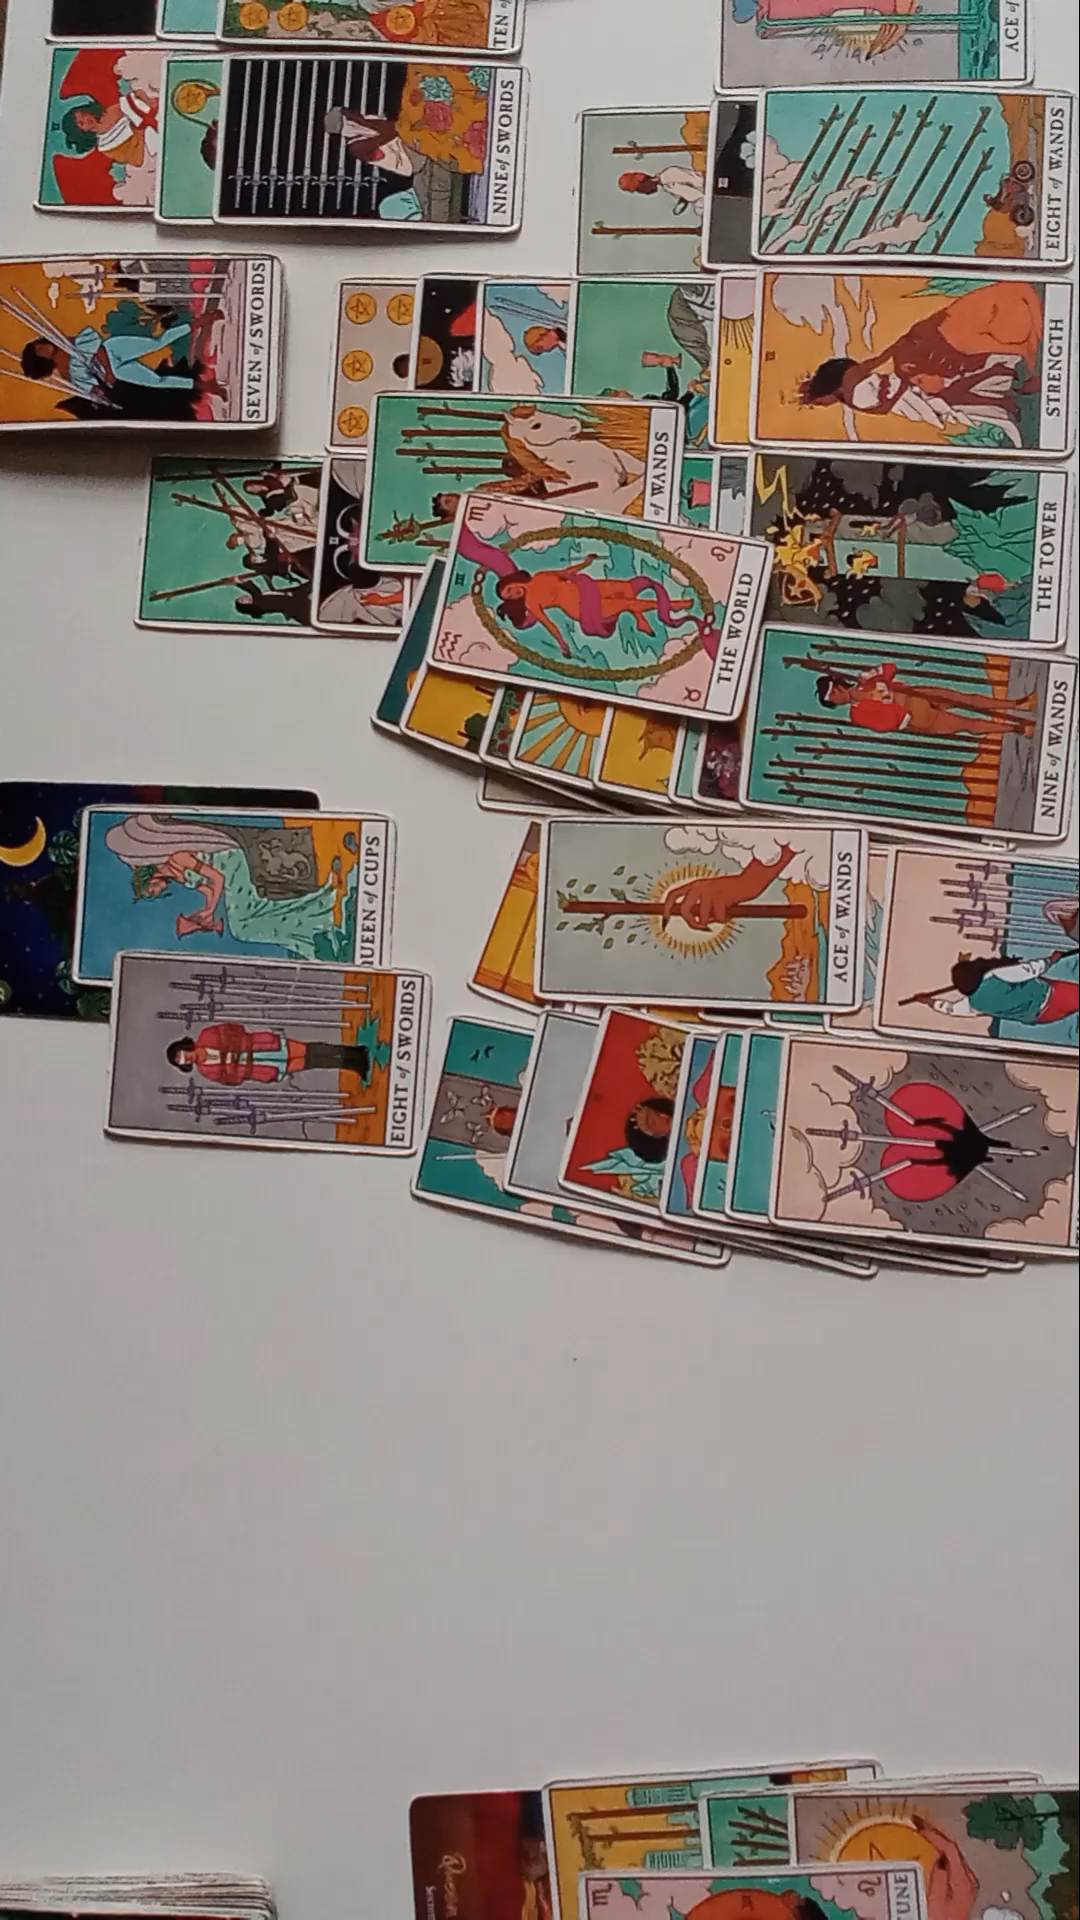 TEN of
ACE of
NINE of SWORDS
EIGHT of WANDS
SEVEN of SWORDS
STRENGTH
of WANDS
THE TOWER
THE WORLD
NINE of WANDS
QUEEN of CUPS
ACE of WANDS
EIGHT of SWORDS
UNE